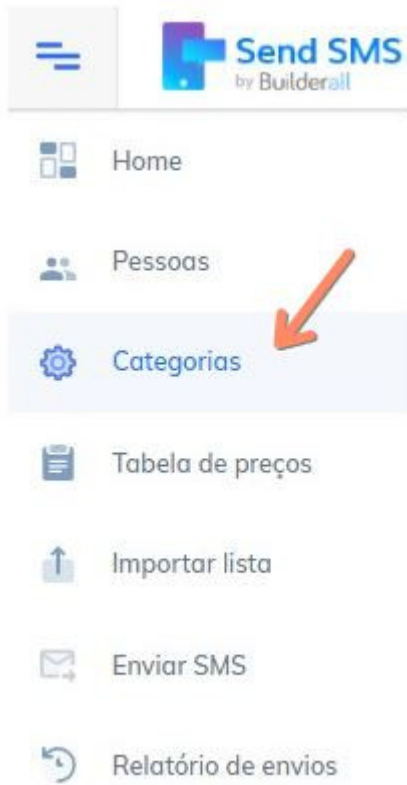 Send SMS
by Builderall
Home
Pessoas
Categorias
Tabela de preços
Importar lista
Enviar SMS
Relatório de envios